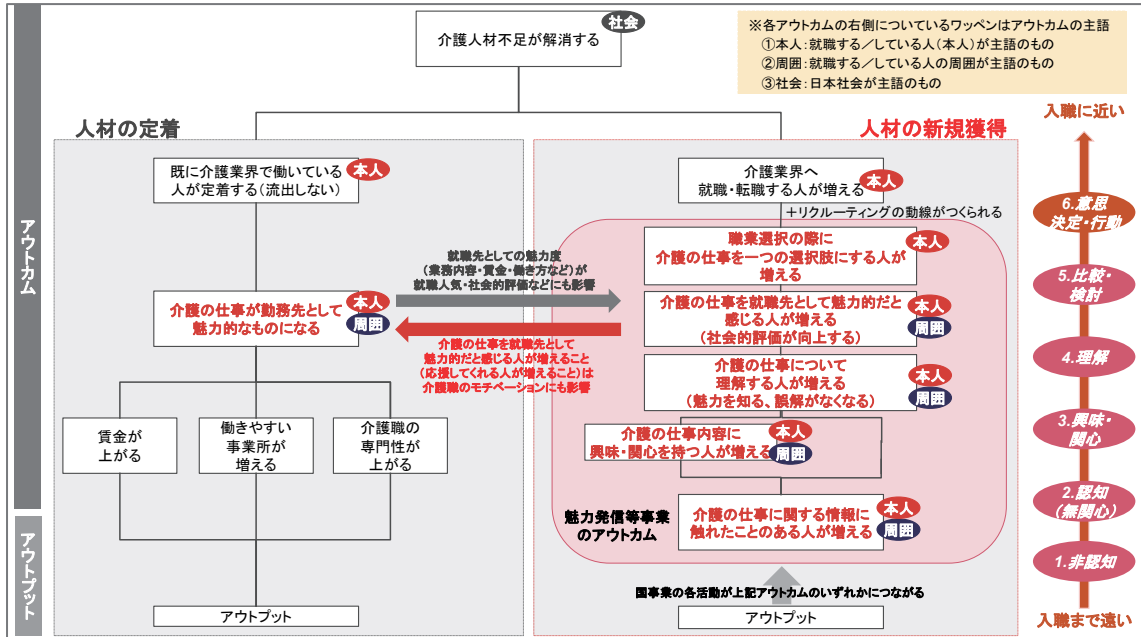 介護人材不足が解消する
社会
※各アウトカムの右側についているワッペンはアウトカムの主語
①本人:就職する/している人(本人)が主語のもの
②周囲:就職する/している人の周囲が主語のもの
③社会:日本社会が主語のもの
アウトカム
アウトプット
人材の定着
既に介護業界で働いている
人が定着する(流出しない)
本人
介護の仕事が勤務先として
魅力的なものになる
本人
周囲
賃金が
上がる
働きやすい
事業所が
増える
介護職の
専門性が
上がる
アウトプット
就職先としての魅力度
(業務内容・賃金・働き方など)が
就職人気・社会的評価などにも影響
介護の仕事を就職先として
魅力的だと感じる人が増えること
(応援してくれる人が増えること)は
介護職のモチベーションにも影響
人材の新規獲得
介護業界へ
就職・転職する人が増える
本人
+リクルーティングの動線がつくられる
職業選択の際に
介護の仕事を一つの選択肢にする人が
増える
本人
介護の仕事を就職先として魅力的だと
感じる人が増える
(社会的評価が向上する)
本人
周囲
介護の仕事について
理解する人が増える
(魅力を知る、誤解がなくなる)
本人
周囲
介護の仕事内容に
興味・関心を持つ人が増える
本人
周囲
魅力発信等事業
のアウトカム
介護の仕事に関する情報に
触れたことのある人が増える
本人
周囲
国事業の各活動が上記アウトカムのいずれかにつながる
アウトプット
入職に近い
6.意思
決定・行動
5.比較・
検討
4.理解
3.興味・
関心
2.認知
(無関心)
1.非認知
入職まで遠い